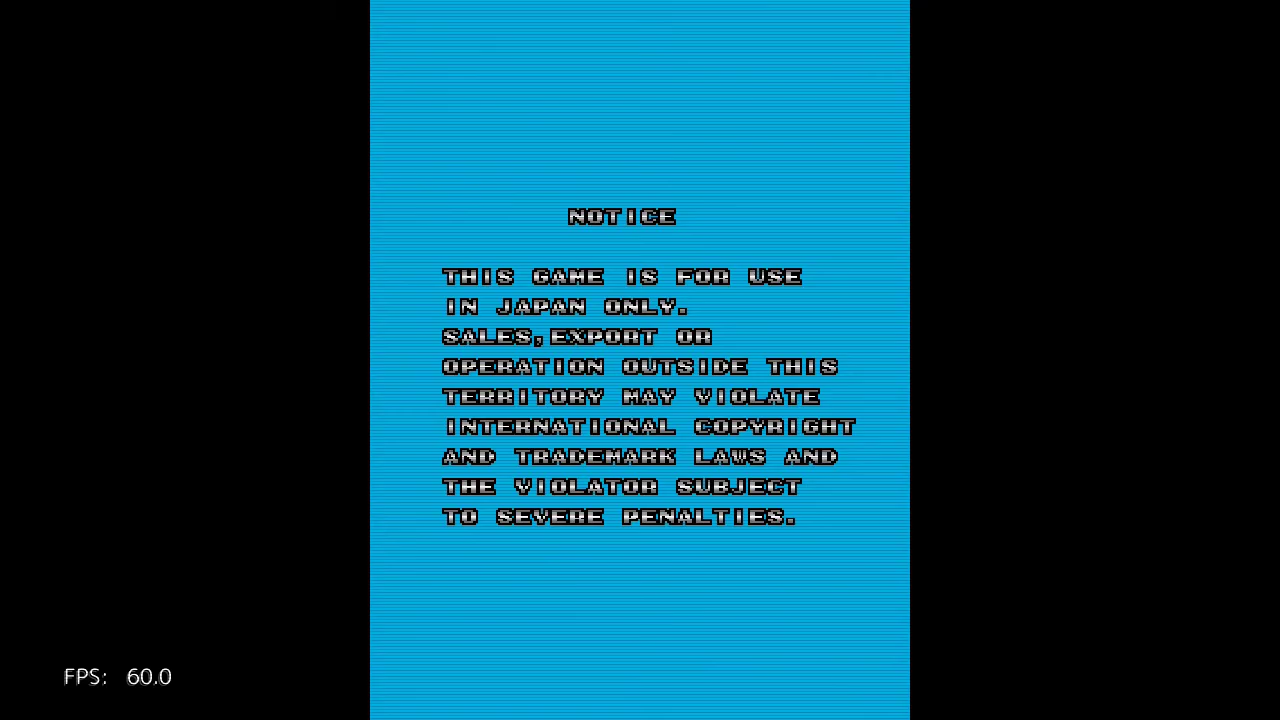 NOTICE
THIS GAME IS FOR USE
IN JAPAN ONLY.
SALES,EXPORT OR
OPERATION OUTSIDE THIS
TERRITORY MAY VIOLATE
INTERNATIONAL COPYRIGHT
AND TRADEMARK LAWS AND
THE VIOLATOR SUBJECT
TO SEVERE PENALTIES.
FPS: 60.0